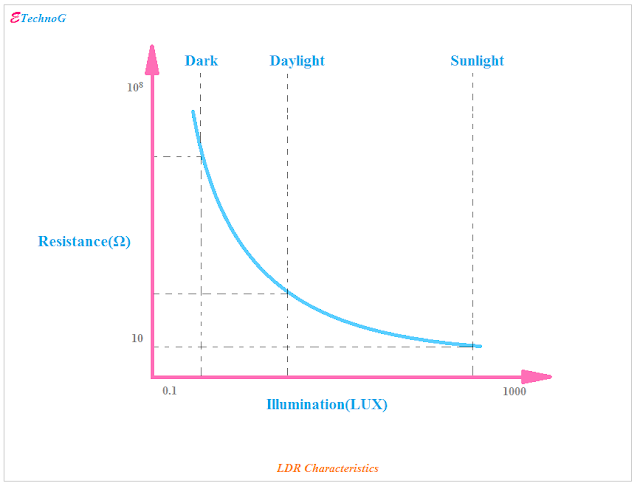 ETechnoG
Dark Daylight Sunlight
10⁸
Resistance(Ω)
10
0.1 1000
Illumination(LUX)
LDR Characteristics